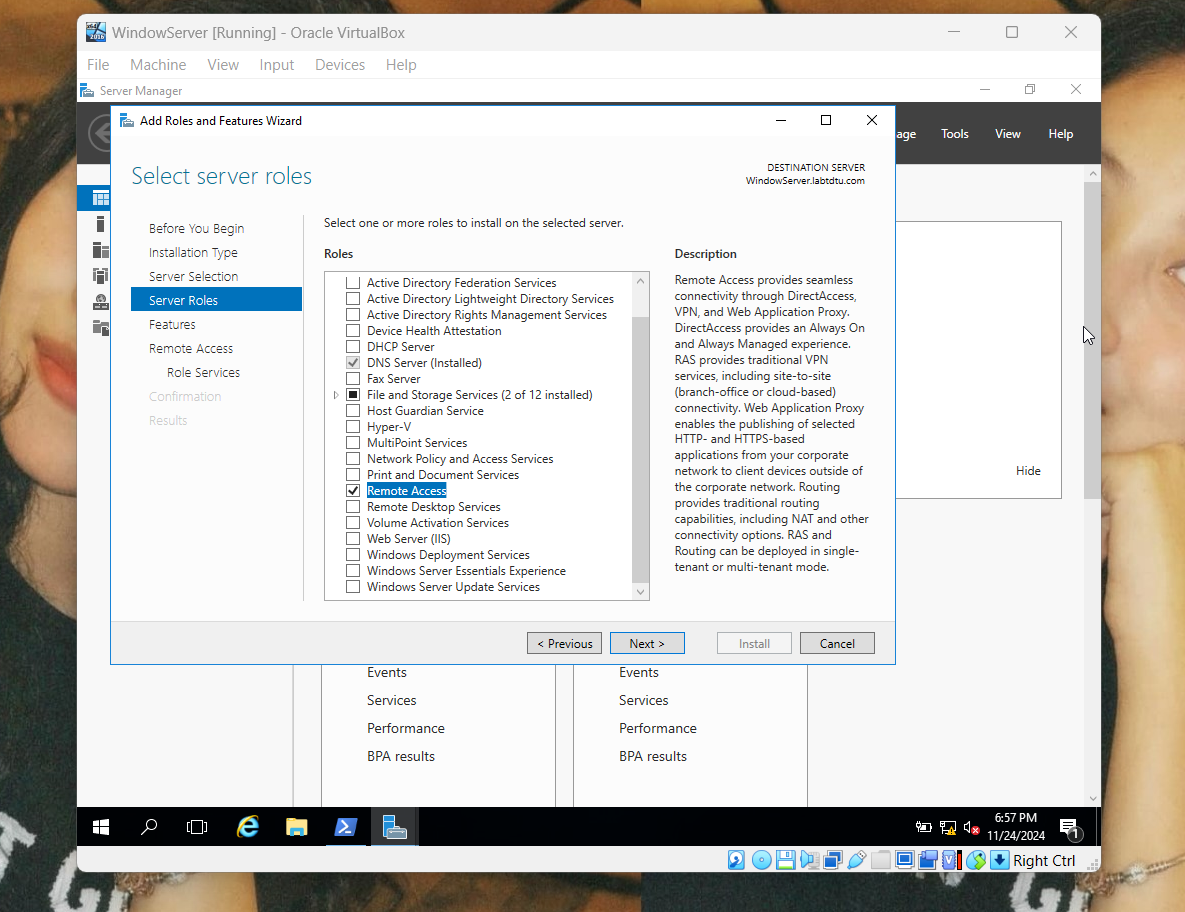 WindowServer [Running] - Oracle VirtualBox
File Machine View Input Devices Help
Server Manager
Add Roles and Features Wizard
age Tools View Help
Select server roles
DESTINATION SERVER
WindowServer.labtdtu.com
Before You Begin
Installation Type
Server Selection
Server Roles
Features
Remote Access
Role Services
Confirmation
Results
Select one or more roles to install on the selected server.
Roles
Active Directory Federation Services
Active Directory Lightweight Directory Services
Active Directory Rights Management Services
Device Health Attestation
DHCP Server
DNS Server (Installed)
Fax Server
File and Storage Services (2 of 12 installed)
Host Guardian Service
Hyper-V
MultiPoint Services
Network Policy and Access Services
Print and Document Services
Remote Access
Remote Desktop Services
Volume Activation Services
Web Server (IIS)
Windows Deployment Services
Windows Server Essentials Experience
Windows Server Update Services
Description
Remote Access provides seamless
connectivity through DirectAccess,
VPN, and Web Application Proxy.
DirectAccess provides an Always On
and Always Managed experience.
RAS provides traditional VPN
services, including site-to-site
(branch-office or cloud-based)
connectivity. Web Application Proxy
enables the publishing of selected
HTTP- and HTTPS-based
applications from your corporate
network to client devices outside of
the corporate network. Routing
provides traditional routing
capabilities, including NAT and other
connectivity options. RAS and
Routing can be deployed in single-
tenant or multi-tenant mode.
Hide
< Previous Next > Install Cancel
Events
Services
Performance
BPA results
Events
Services
Performance
BPA results
6:57 PM
11/24/2024
1
Right Ctrl